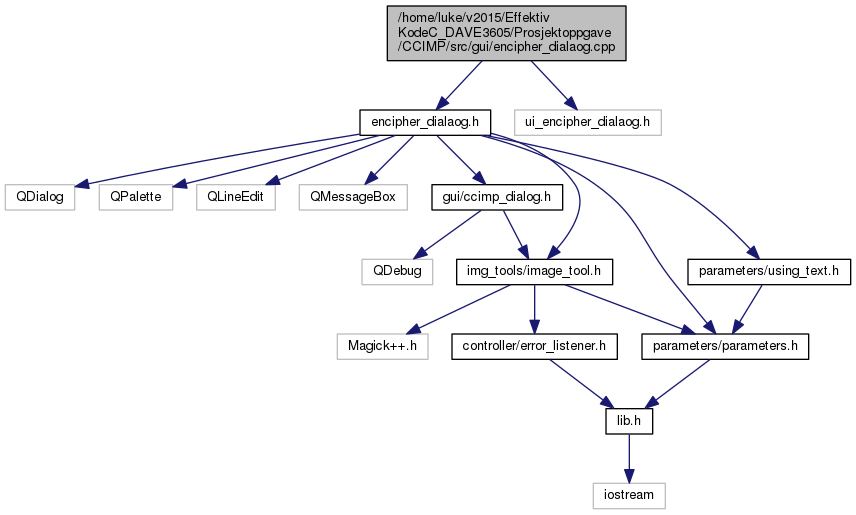 /home/luke/v2015/Effektiv
KodeC_DAVE3605/Prosjektoppgave
/CCIMP/src/gui/encipher_dialaog.cpp
encipher_dialaog.h
ui_encipher_dialaog.h
QDialog
QPalette
QLineEdit
QMessageBox
gui/ccimp_dialog.h
QDebug
img_tools/image_tool.h
parameters/using_text.h
Magick++.h
controller/error_listener.h
parameters/parameters.h
lib.h
iostream